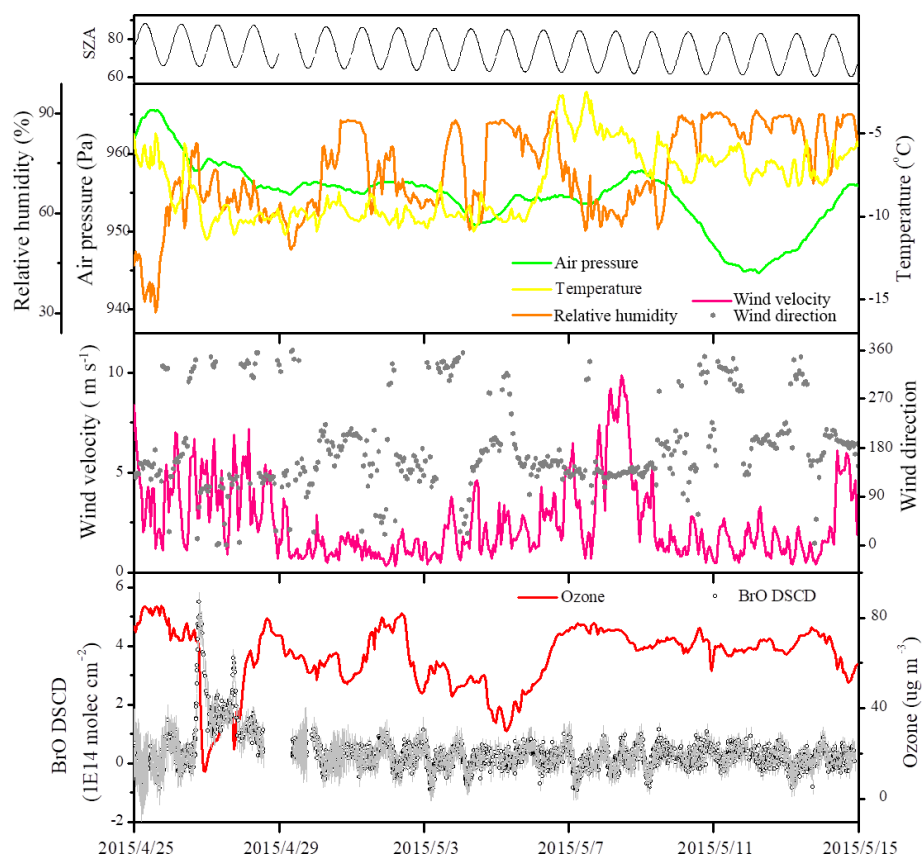 SZA
80
60
Relative humidity (%)
90
60
30
Air pressure (Pa)
960
950
940
Temperature (°C)
-5
-10
-15
Air pressure
Temperature
Relative humidity
Wind velocity
Wind direction
Wind velocity ( m s-1)
10
5
0
Wind direction
360
270
180
90
0
BrO DSCD
(1E14 molec cm-2)
6
4
2
0
-2
Ozone
BrO DSCD
Ozone (ug m-3)
80
40
0
2015/4/25
2015/4/29
2015/5/3
2015/5/7
2015/5/11
2015/5/15